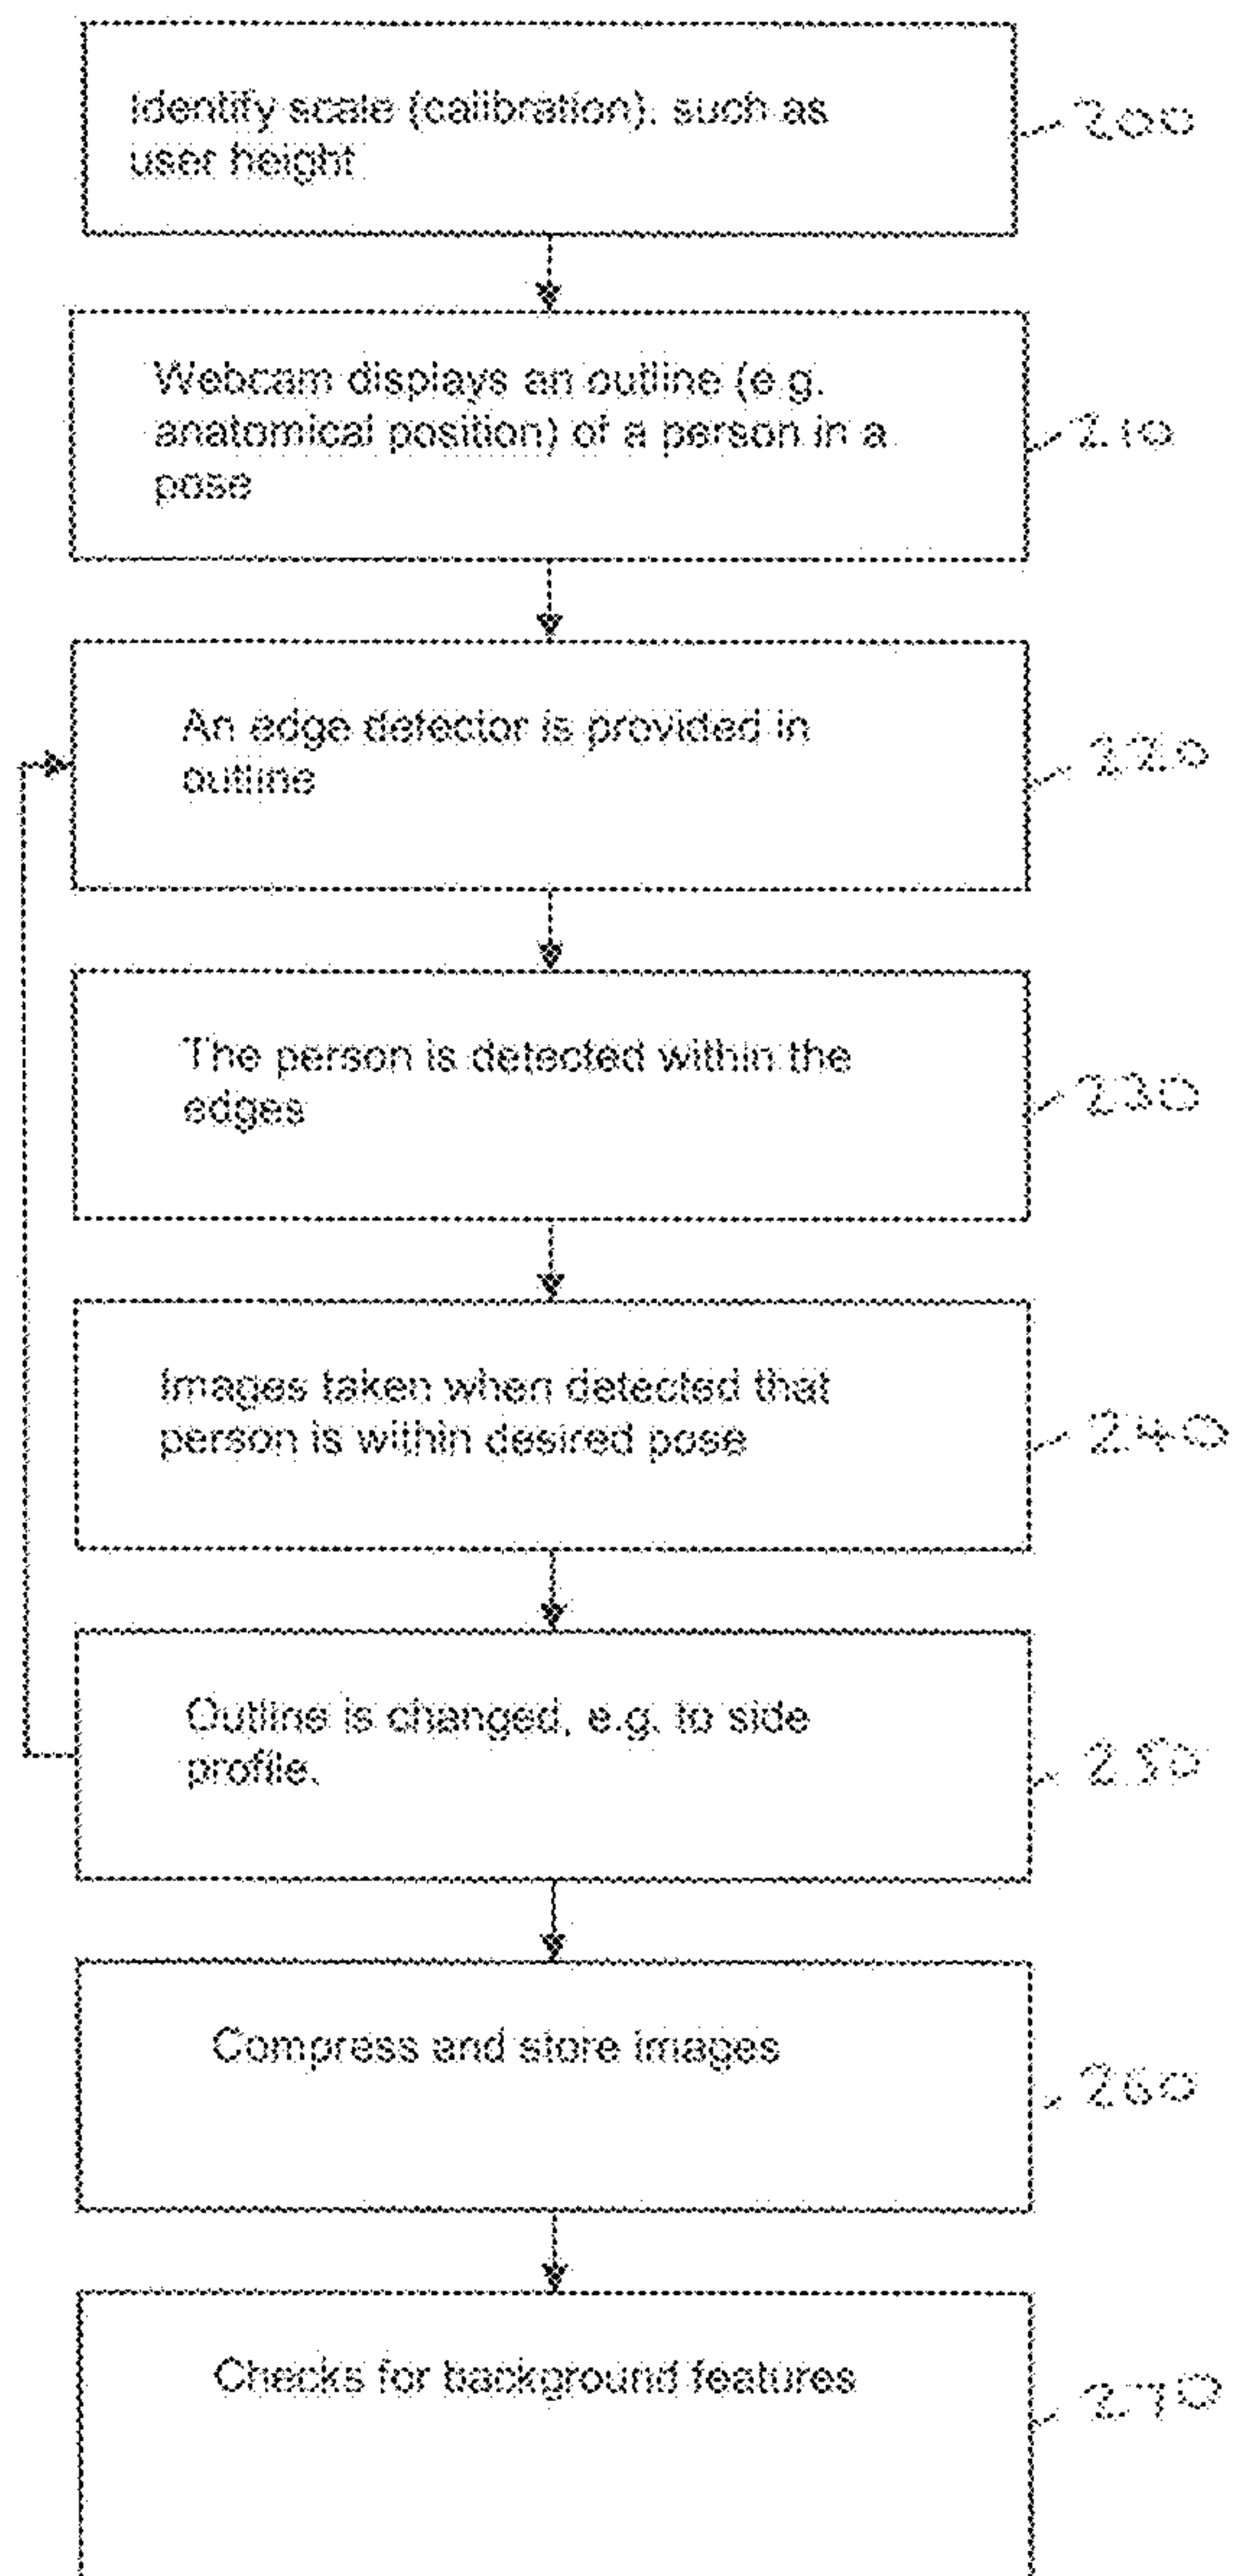 Identify scale (calibration), such as
user height
200
Webcam displays an outline (e.g.
anatomical position) of a person in a
pose
210
An edge detector is provided in
outline
220
The person is detected within the
edges
230
Images taken when detected that
person is within desired pose
240
Outline is changed, e.g. to side
profile.
250
Compress and store images
260
Checks for background features
270